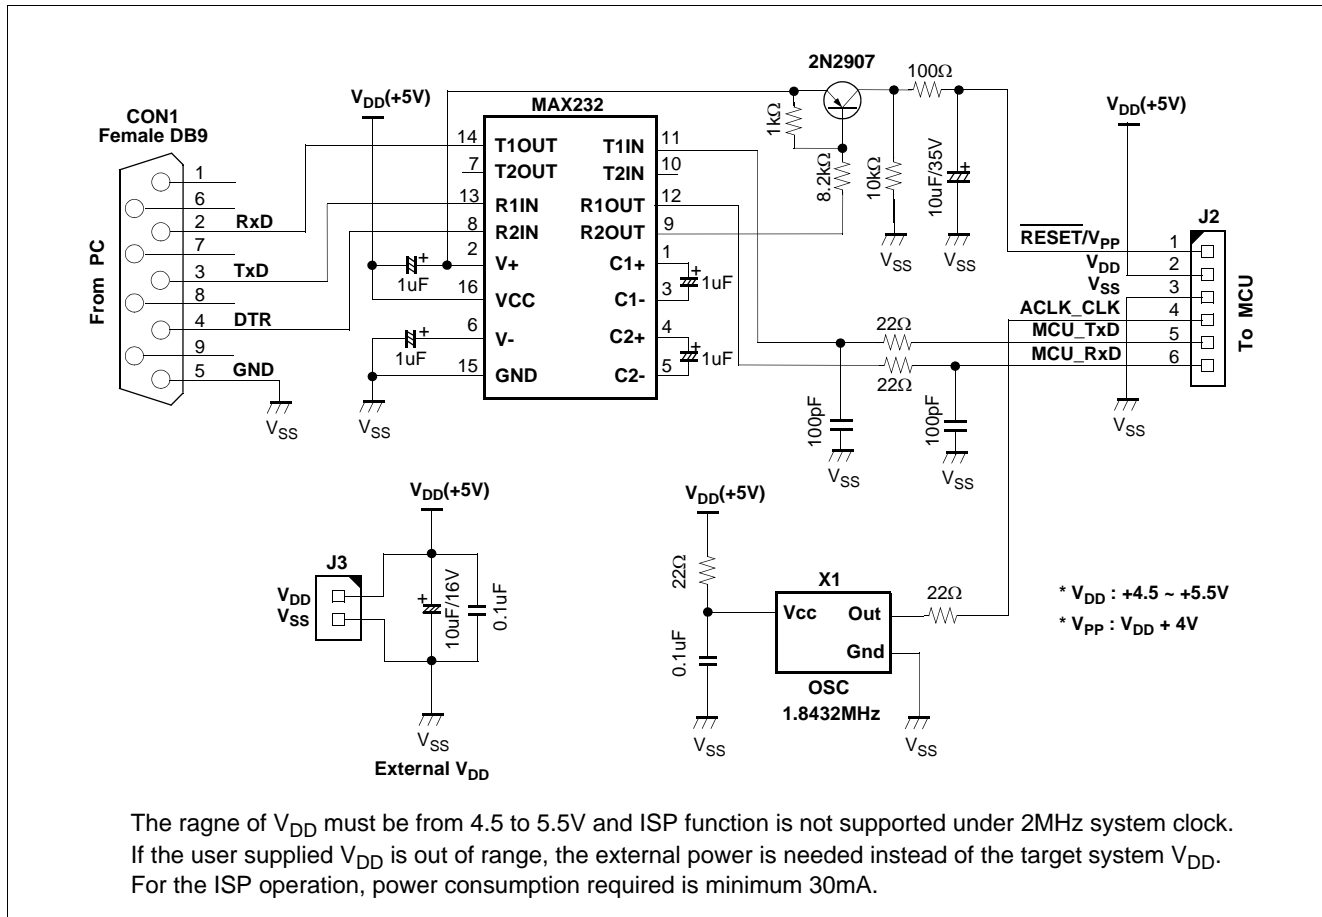 2N2907
100Ω
VDD(+5V)
MAX232
1kΩ
VDD(+5V)
CON1
Female DB9
14 T1OUT T1IN 11
7 T2OUT T2IN 10
13 R1IN R1OUT 12
8 R2IN R2OUT 9
2 V+ C1+ 1
16 VCC C1- 3
6 V- C2+ 4
15 GND C2- 5
1
6
2 RxD
7
3 TxD
8
4 DTR
9
5 GND
From PC
VSS
1uF
1uF
VSS
1uF
1uF
8.2kΩ
10kΩ
10uF/35V
VSS
VSS
J2
RESET/VPP 1
VDD 2
VSS 3
ACLK_CLK 4
MCU_TxD 5
MCU_RxD 6
To MCU
22Ω
22Ω
100pF
100pF
VSS
VSS
VSS
VDD(+5V)
J3
VDD
VSS
10uF/16V
0.1uF
VSS
External VDD
VDD(+5V)
22Ω
0.1uF
VSS
X1
Vcc Out
Gnd
OSC
1.8432MHz
22Ω
VSS
* VDD : +4.5 ~ +5.5V
* VPP : VDD + 4V
The ragne of VDD must be from 4.5 to 5.5V and ISP function is not supported under 2MHz system clock.
If the user supplied VDD is out of range, the external power is needed instead of the target system VDD.
For the ISP operation, power consumption required is minimum 30mA.